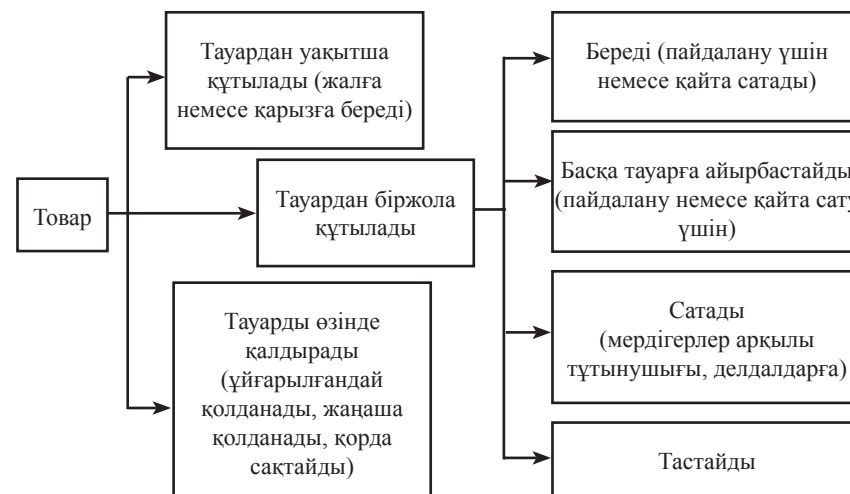 Товар
Тауардан уақытша
құтылады (жалға
немесе қарызға береді)
Тауардан біржола
құтылады
Тауарды өзінде
қалдырады
(ұйғарылғандай
қолданады, жаңаша
қолданады, қорда
сақтайды)
Береді (пайдалану үшін
немесе қайта сатады)
Басқа тауарға айырбастайды
(пайдалану немесе қайта сату
үшін)
Сатады
(мердігерлер арқылы
тұтынушығы, делдалдарға)
Тастайды